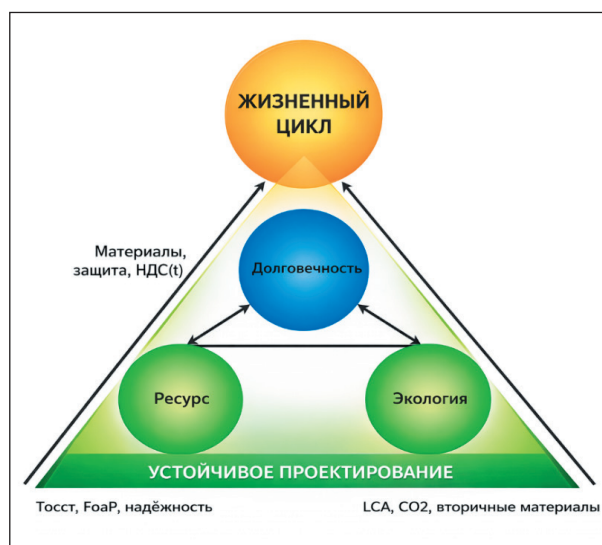 ЖИЗНЕННЫЙ
ЦИКЛ
Материалы,
защита, НДС(t)
Долговечность
Ресурс
Экология
УСТОЙЧИВОЕ ПРОЕКТИРОВАНИЕ
Тосст, FoaP, надёжность
LCA, CO2, вторичные материалы